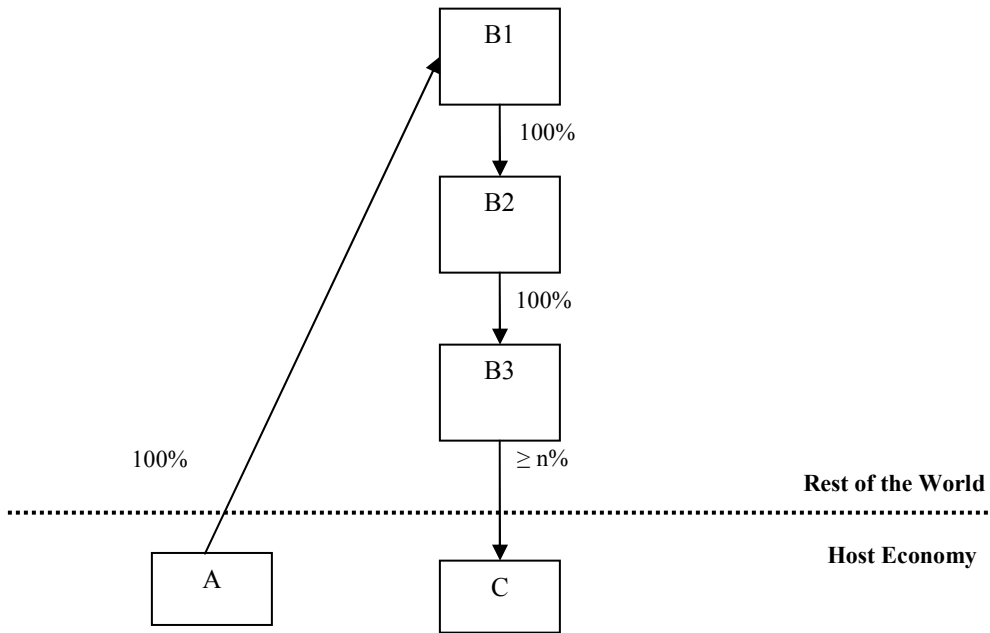 B1
100%
B2
100%
B3
100%
≥ n%
Rest of the World
Host Economy
A
C